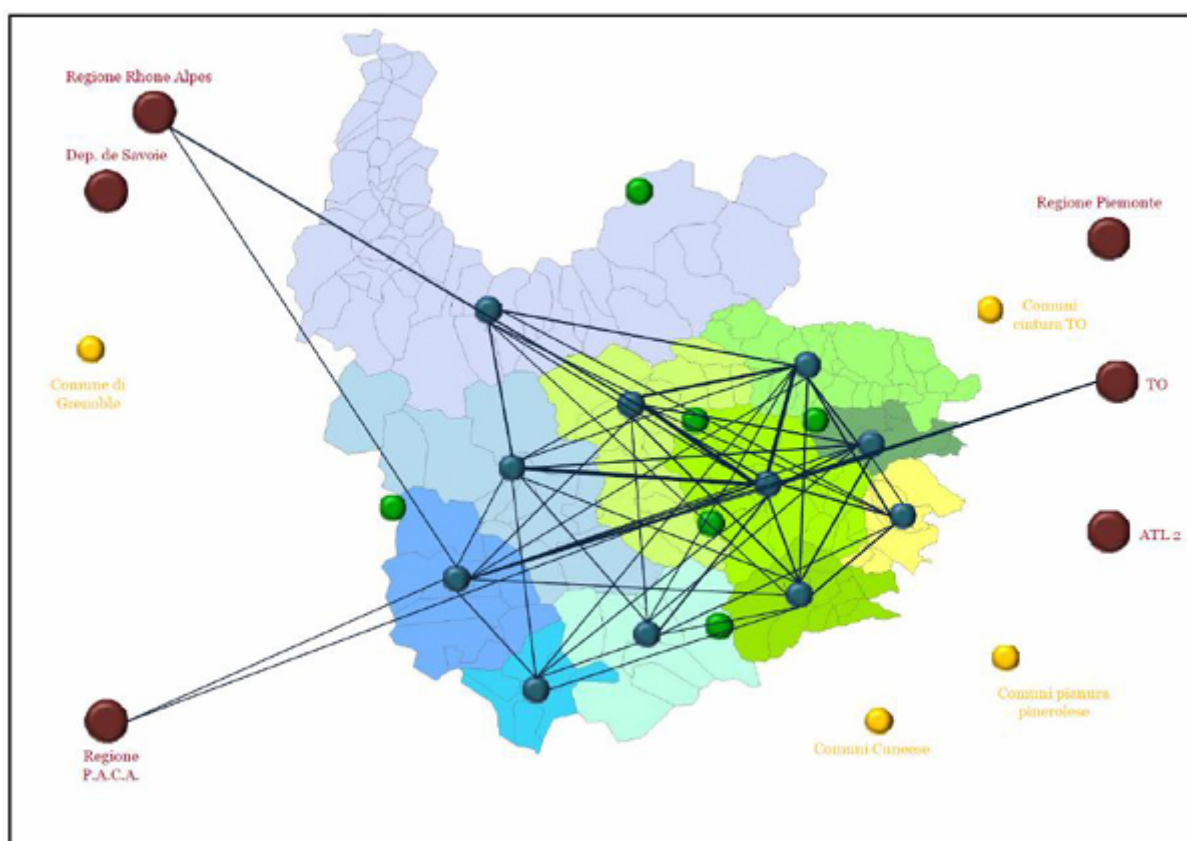 Regione Rhone Alpes
Dep. de Savoie
Regione Piemonte
Comuni
cintura TO
Comune di
Grenoble
TO
ATL 2
Comuni pianura
pinerolese
Comuni Cuneese
Regione
P.A.C.A.